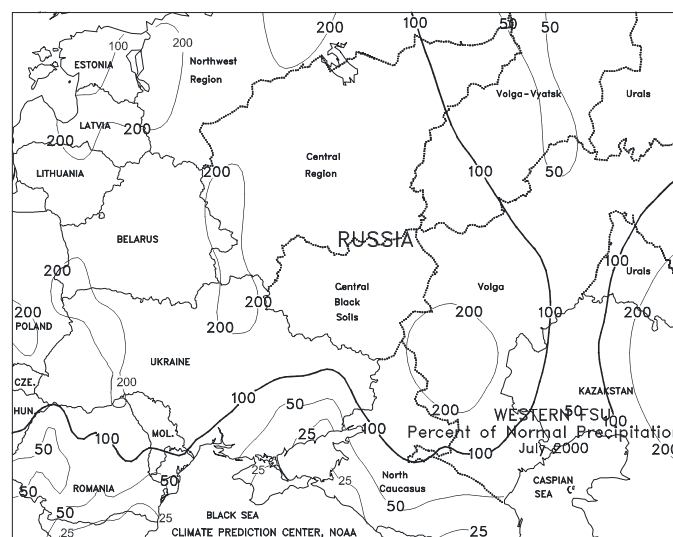 100 50 50
100 200 200
ESTONIA
Northwest
Region
Volga-Vyatsk
Urals
LATVIA
200
200
Central
Region
LITHUANIA
200
100
50
BELARUS
RUSSIA
100
Urals
200
Central
Black
Soils
Volga
200
200
200
200
100
200
POLAND
UKRAINE
CZE.
200
KAZAKSTAN
HUN.
100
50
200
WESTERN FSU
50
100
50
100
MOL.
25
100
Percent of Normal Precipitation
100
July 2000
200
50
50
ROMANIA
25
25
25
North
Caucasus
50
CASPIAN
SEA
BLACK SEA
25
25
CLIMATE PREDICTION CENTER, NOAA